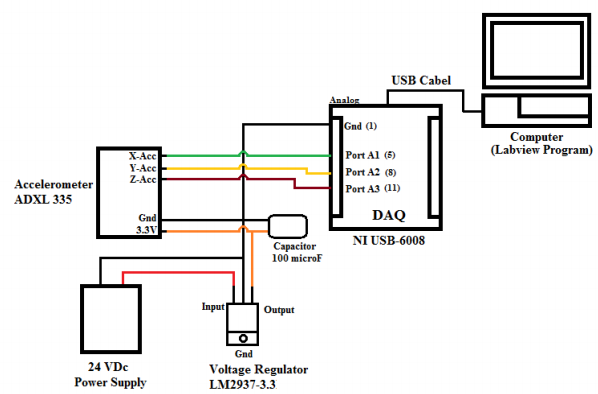 USB Cabel
Analog
Gnd (1)
Computer
(Labview Program)
X-Acc
Y-Acc
Z-Acc
Port A1 (5)
Port A2 (8)
Port A3 (11)
Accelerometer
ADXL 335
Gnd
3.3V
DAQ
NI USB-6008
Capacitor
100 microF
Input
Output
Gnd
24 VDc
Power Supply
Voltage Regulator
LM2937-3.3